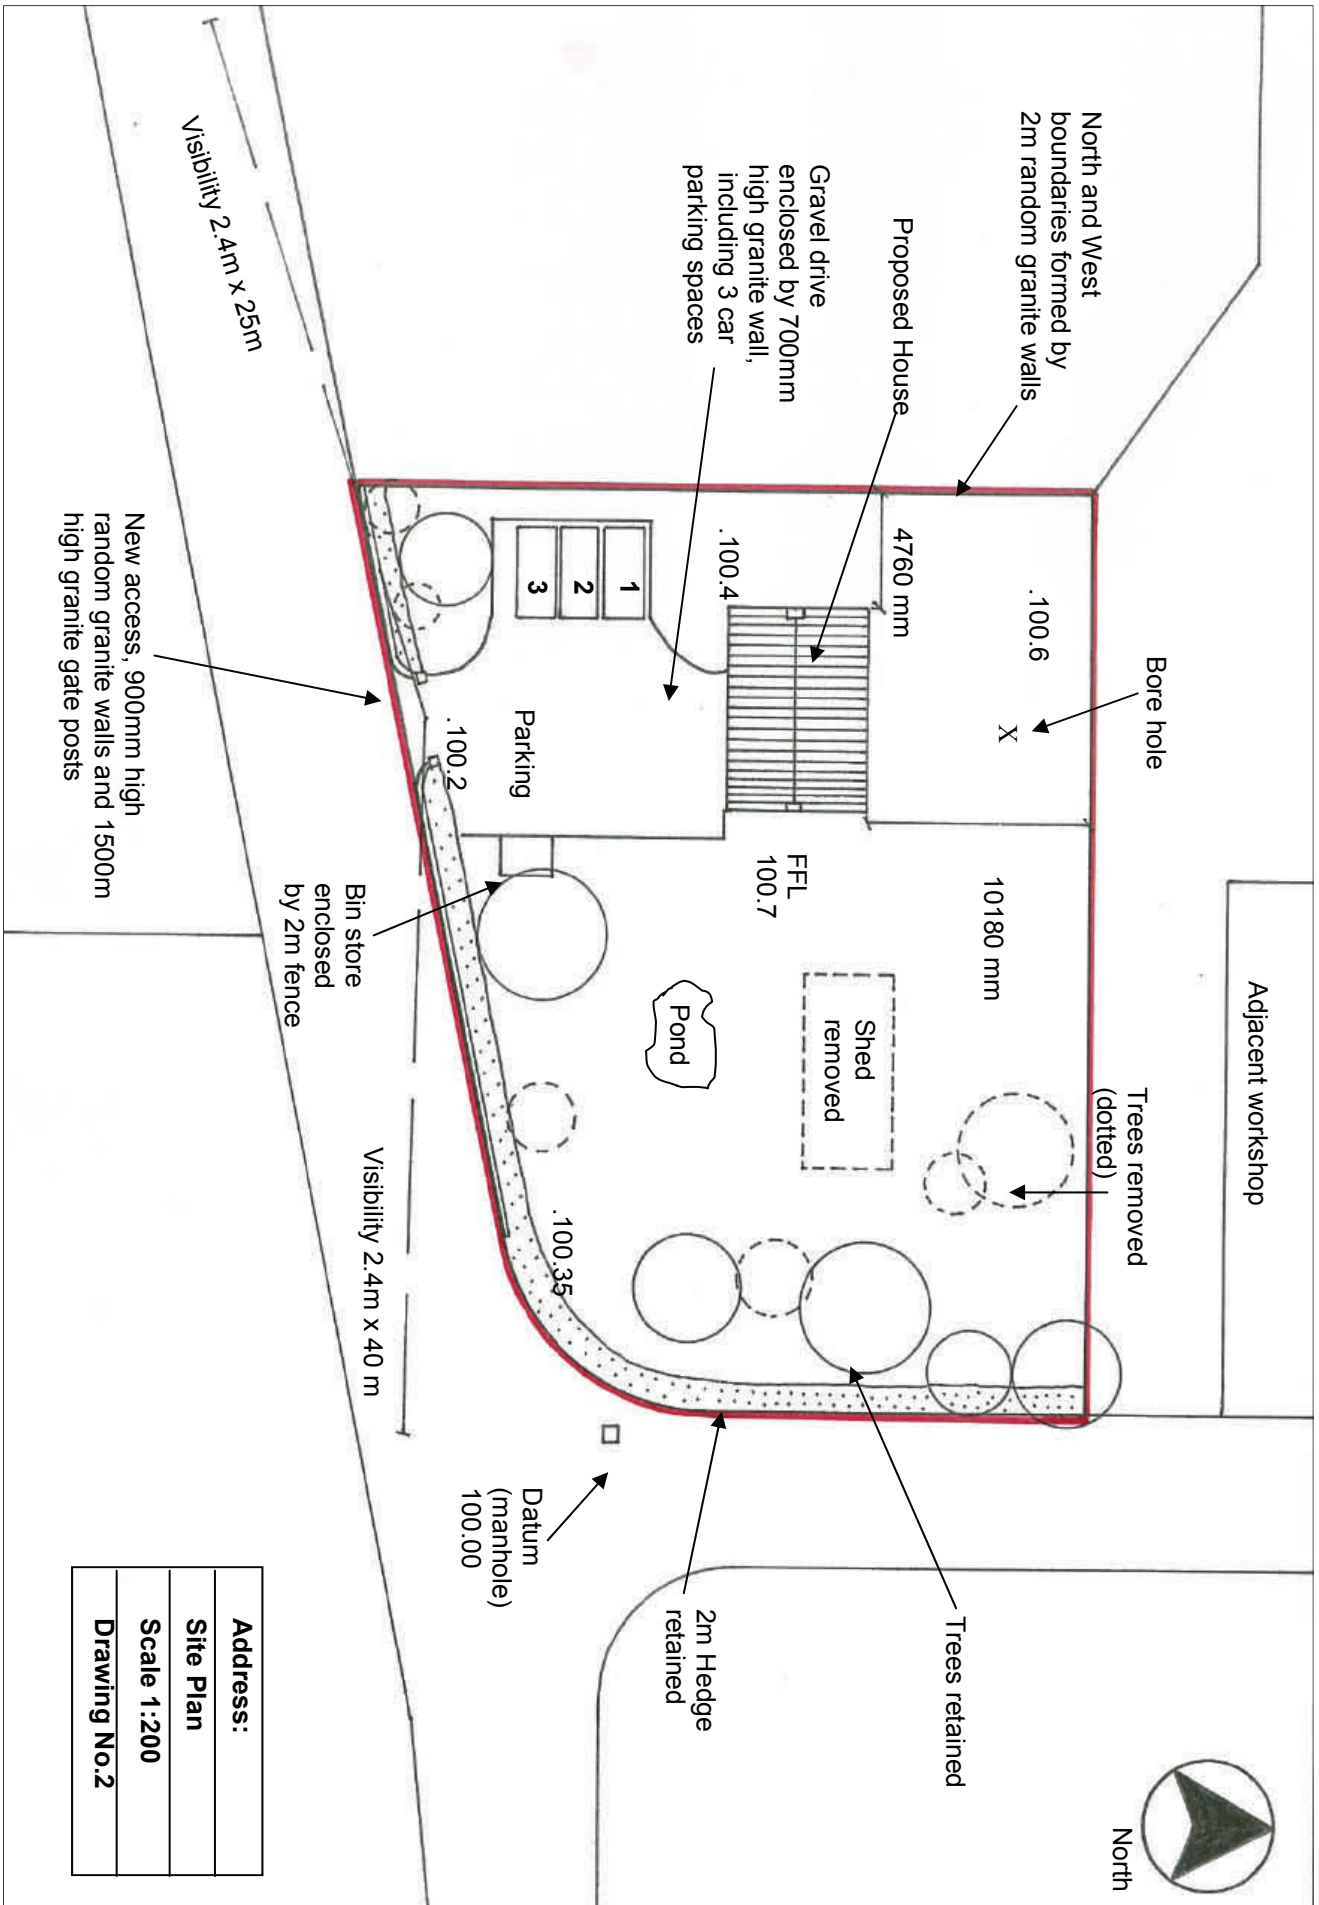 North and West
boundaries formed by
2m random granite walls
Bore hole
Adjacent workshop
North
Proposed House
Gravel drive
enclosed by 700mm
high granite wall,
including 3 car
parking spaces
Visibility 2.4m x 25m
.100.6
X
4760 mm
.100.4
1
2
3
10180 mm
Trees removed
(dotted)
Shed
removed
FFL
100.7
Pond
Parking
.100.2
.100.35
Trees retained
2m Hedge
retained
Datum
(manhole)
100.00
Bin store
enclosed
by 2m fence
Visibility 2.4m x 40 m
New access, 900mm high
random granite walls and 1500m
high granite gate posts
Address:
Site Plan
Scale 1:200
Drawing No.2